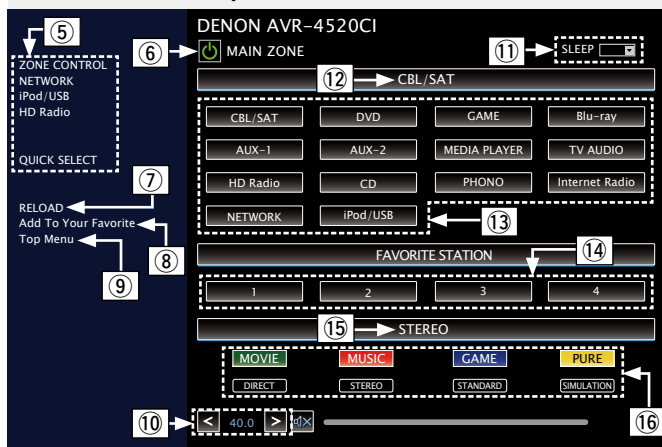 DENON AVR-4520CI
⑤
⑥ MAIN ZONE ⑪ SLEEP
ZONE CONTROL
NETWORK
iPod/USB
HD Radio
QUICK SELECT
⑫ CBL/SAT
CBL/SAT DVD GAME Blu-ray
AUX-1 AUX-2 MEDIA PLAYER TV AUDIO
HD Radio CD PHONO Internet Radio
NETWORK iPod/USB ⑬
⑦
RELOAD
Add To Your Favorite
Top Menu
⑧
⑨
FAVORITE STATION ⑭
1 2 3 4
⑮ STEREO
MOVIE MUSIC GAME PURE
DIRECT STEREO STANDARD SIMULATION
⑯
⑩ < 40.0 >